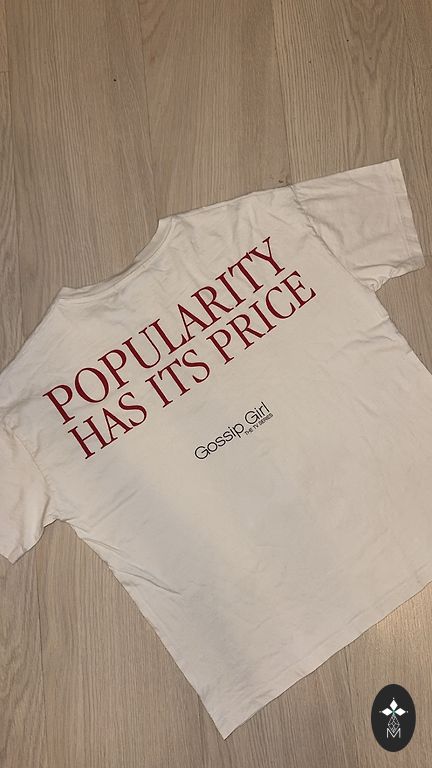 POPULARITY
HAS ITS PRICE
Gossip Girl
THE TV SERIES
M